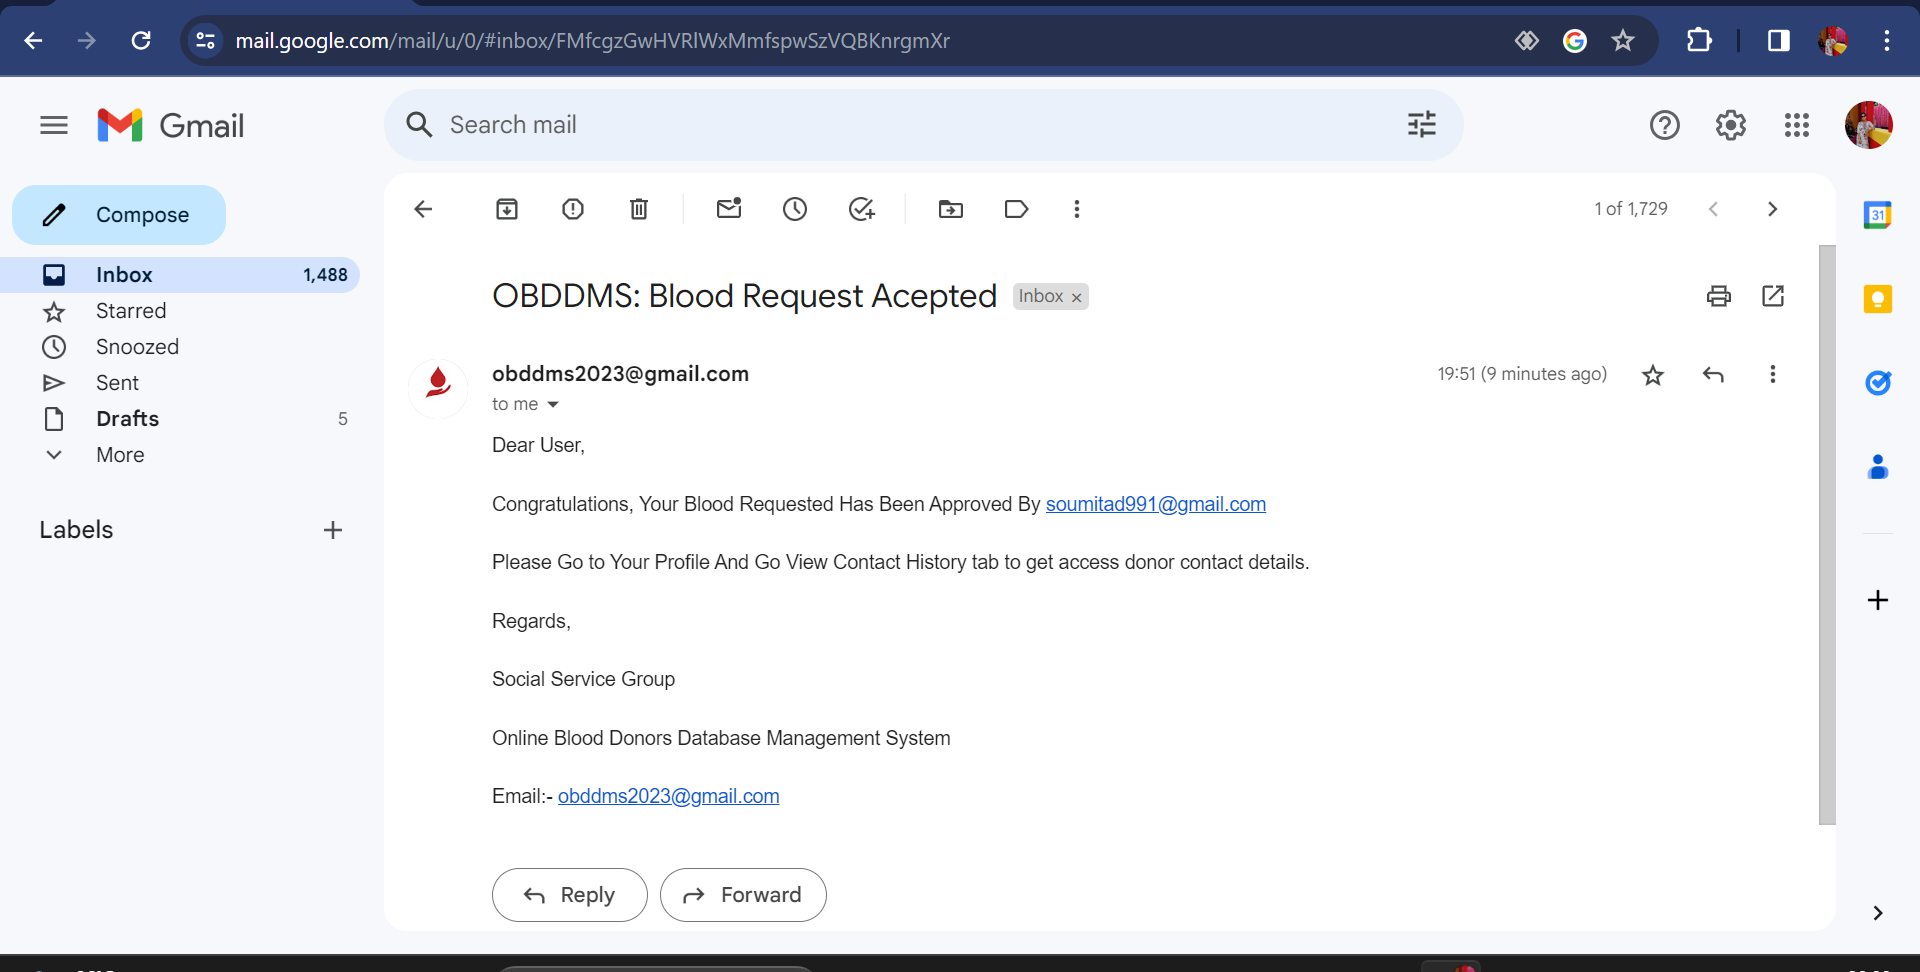 mail.google.com/mail/u/0/#inbox/FMfcgzGwHVRlWxMmfspwSzVQBKnrgmXr
Gmail
Search mail
Compose
1 of 1,729
31
Inbox 1,488
Starred
Snoozed
Sent
Drafts 5
More
Labels
OBDDMS: Blood Request Acepted Inbox ×
obddms2023@gmail.com 19:51 (9 minutes ago)
to me
Dear User,
Congratulations, Your Blood Requested Has Been Approved By soumitad991@gmail.com
Please Go to Your Profile And Go View Contact History tab to get access donor contact details.
Regards,
Social Service Group
Online Blood Donors Database Management System
Email:- obddms2023@gmail.com
Reply Forward